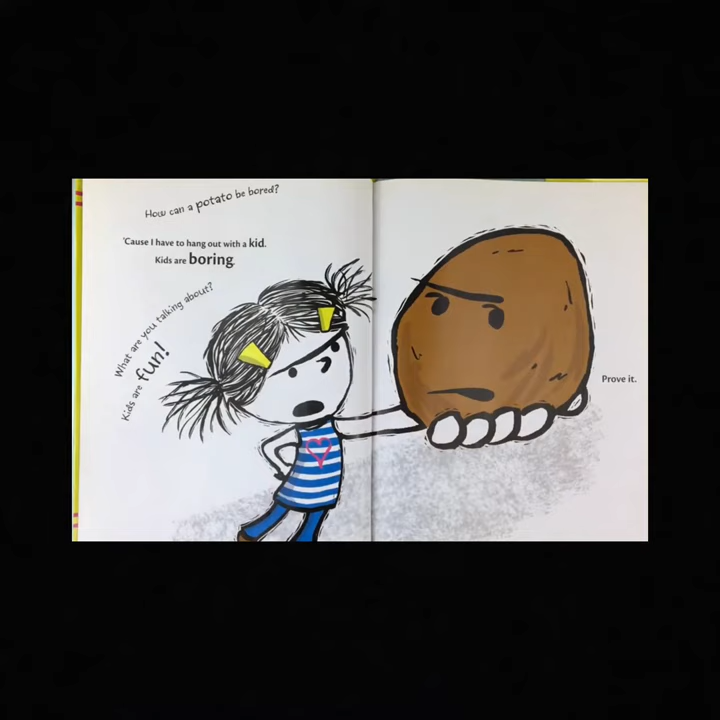 How can a potato be bored?
'Cause I have to hang out with a kid.
Kids are boring.
What are you talking about?
Kids are fun!
Prove it.